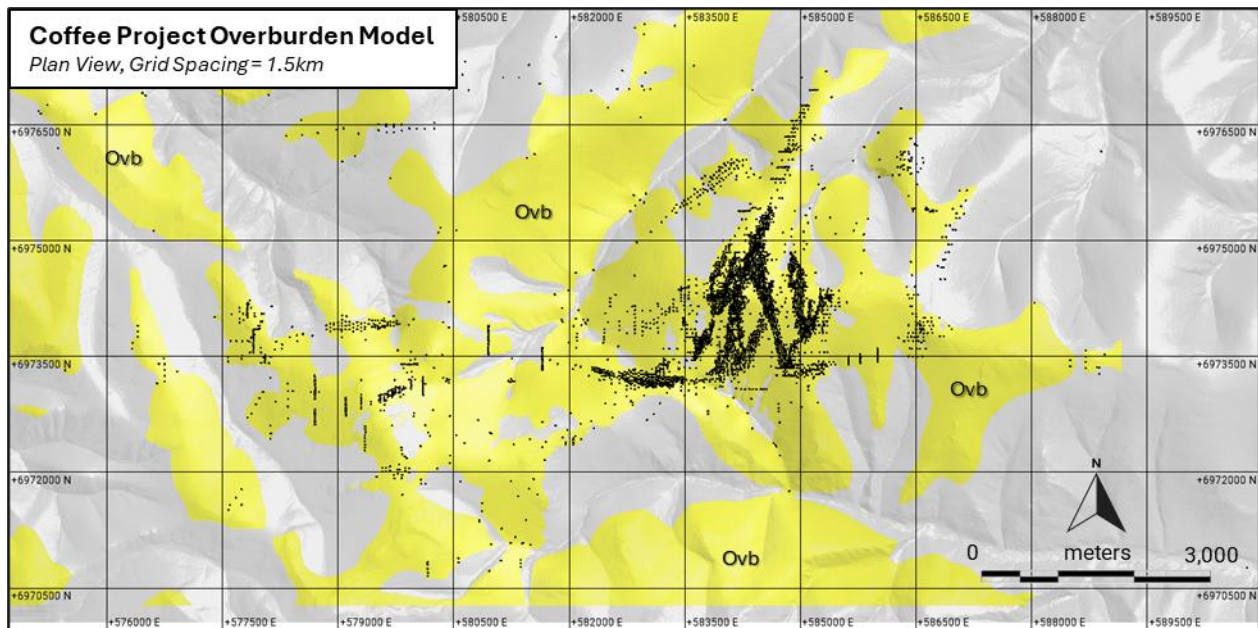 Coffee Project Overburden Model
Plan View, Grid Spacing = 1.5km
+580500 E
+582000 E
+583500 E
+585000 E
+586500 E
+588000 E
+589500 E
+6976500 N
+6976500 N
Ovb
Ovb
+6975000 N
+6975000 N
+6973500 N
+6973500 N
Ovb
+6972000 N
+6972000 N
N
Ovb
0 meters 3,000
+6970500 N
+6970500 N
+576000 E
+577500 E
+579000 E
+580500 E
+582000 E
+583500 E
+585000 E
+586500 E
+588000 E
+589500 E